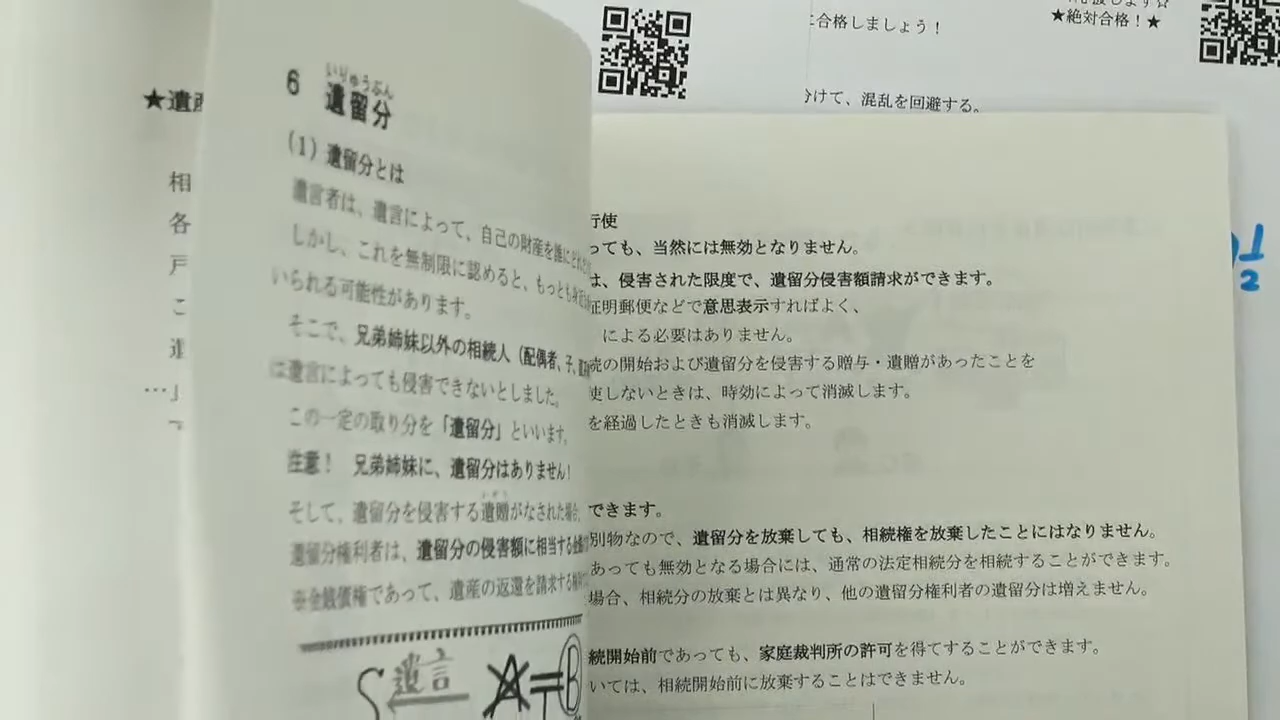 ★遺
相
各
戸
こ
…」
6 遺留分
いりゅうぶん
(1) 遺留分とは
遺言者は、遺言によって、自己の財産を誰に
しかし、これを無制限に認めると、もっとも
いられる可能性があります。
そこで、兄弟姉妹以外の相続人（配偶者、子、
は遺言によっても侵害できないとしました。
この一定の取り分を「遺留分」といいます。
注意！ 兄弟姉妹に、遺留分はありません！
そして、遺留分を侵害する遺贈がなされた場合、
いぞう
遺留分権利者は、遺留分の侵害額に相当する
※金銭債権であって、遺産の返還を請求する
遺言 A=B
に合格しましょう！
★絶対合格！★
分けて、混乱を回避する。
行使
っても、当然には無効となりません。
は、侵害された限度で、遺留分侵害額請求ができます。
証明郵便などで意思表示すればよく、
による必要はありません。
続の開始および遺留分を侵害する贈与・遺贈があったことを
使しないときは、時効によって消滅します。
を経過したときも消滅します。
できます。
別物なので、遺留分を放棄しても、相続権を放棄したことにはなりません。
あっても無効となる場合には、通常の法定相続分を相続することができます。
場合、相続分の放棄とは異なり、他の遺留分権利者の遺留分は増えません。
続開始前であっても、家庭裁判所の許可を得てすることができます。
いては、相続開始前に放棄することはできません。
1
2